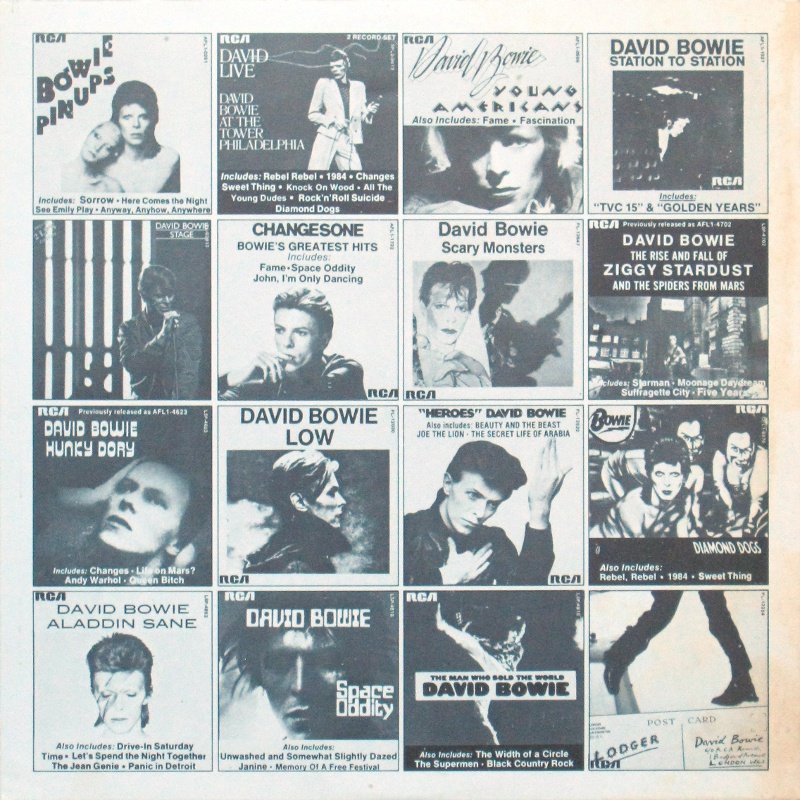 RCA
BOWIE
PINUPS
Includes: Sorrow • Here Comes the Night
See Emily Play • Anyway, Anyhow, Anywhere
RCA
2 RECORD-SET
DAVID
LIVE
DAVID
BOWIE
AT THE
TOWER
PHILADELPHIA
Includes: Rebel Rebel • 1984 • Changes
Sweet Thing • Knock On Wood • All The
Young Dudes • Rock'n'Roll Suicide
Diamond Dogs
RCA
David Bowie
YOUNG
AMERICANS
Also Includes: Fame • Fascination
DAVID BOWIE
STATION TO STATION
RCA
Includes:
"TVC 15" & "GOLDEN YEARS"
DAVID BOWIE
STAGE
CHANGESONE
BOWIE'S GREATEST HITS
Includes:
Fame • Space Oddity
John, I'm Only Dancing
RCA
David Bowie
Scary Monsters
RCA
RCA Previously released as AFL1-4702
DAVID BOWIE
THE RISE AND FALL OF
ZIGGY STARDUST
AND THE SPIDERS FROM MARS
Includes: Starman • Moonage Daydream
Suffragette City • Five Years
RCA Previously released as AFL1-4623
DAVID BOWIE
HUNKY DORY
Includes: Changes • Life on Mars?
Andy Warhol • Queen Bitch
DAVID BOWIE
LOW
RCA
"HEROES" DAVID BOWIE
Also includes: BEAUTY AND THE BEAST
JOE THE LION - THE SECRET LIFE OF ARABIA
RCA
BOWIE
RCA
DIAMOND DOGS
Also Includes:
Rebel, Rebel • 1984 • Sweet Thing
RCA
DAVID BOWIE
ALADDIN SANE
Also Includes: Drive-In Saturday
Time • Let's Spend the Night Together
The Jean Genie • Panic in Detroit
RCA
DAVID BOWIE
Space
Oddity
Also Includes:
Unwashed and Somewhat Slightly Dazed
Janine • Memory Of A Free Festival
RCA
THE MAN WHO SOLD THE WORLD
DAVID BOWIE
Also Includes: The Width of a Circle
The Supermen • Black Country Rock
POST CARD
LODGER
David Bowie
LONDON
RCA